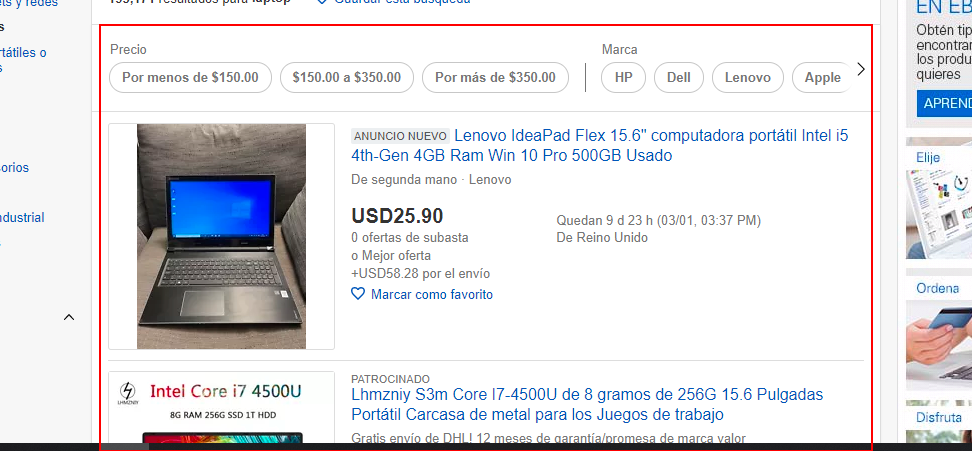 ets y redes
resultados para laptop
Guardar esta búsqueda
s
rtátiles o
s
sorios
ndustrial
Precio
Por menos de $150.00
$150.00 a $350.00
Por más de $350.00
Marca
HP
Dell
Lenovo
Apple
ANUNCIO NUEVO Lenovo IdeaPad Flex 15.6" computadora portátil Intel i5
4th-Gen 4GB Ram Win 10 Pro 500GB Usado
De segunda mano · Lenovo
USD25.90
0 ofertas de subasta
o Mejor oferta
+USD58.28 por el envío
Marcar como favorito
Quedan 9 d 23 h (03/01, 03:37 PM)
De Reino Unido
LHMZNIY
Intel Core i7 4500U
8G RAM 256G SSD 1T HDD
PATROCINADO
Lhmzniy S3m Core I7-4500U de 8 gramos de 256G 15.6 Pulgadas
Portátil Carcasa de metal para los Juegos de trabajo
Gratis envío de DHL! 12 meses de garantía/promesa de marca valor
EN EB
Obtén tip
encontrar
los produ
quieres
APREND
Elije
Ordena
Disfruta